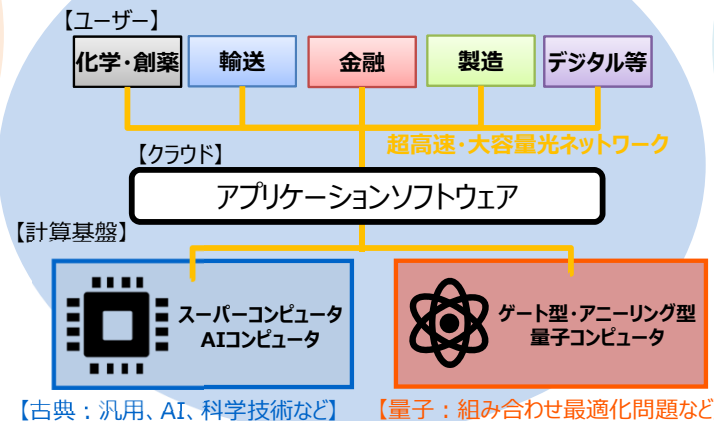 【ユーザー】
化学・創薬
輸送
金融
製造
デジタル等
超高速・大容量光ネットワーク
【クラウド】
アプリケーションソフトウェア
【計算基盤】
スーパーコンピュータ
AIコンピュータ
ゲート型・アニーリング型
量子コンピュータ
【古典：汎用、AI、科学技術など】
【量子：組み合わせ最適化問題など